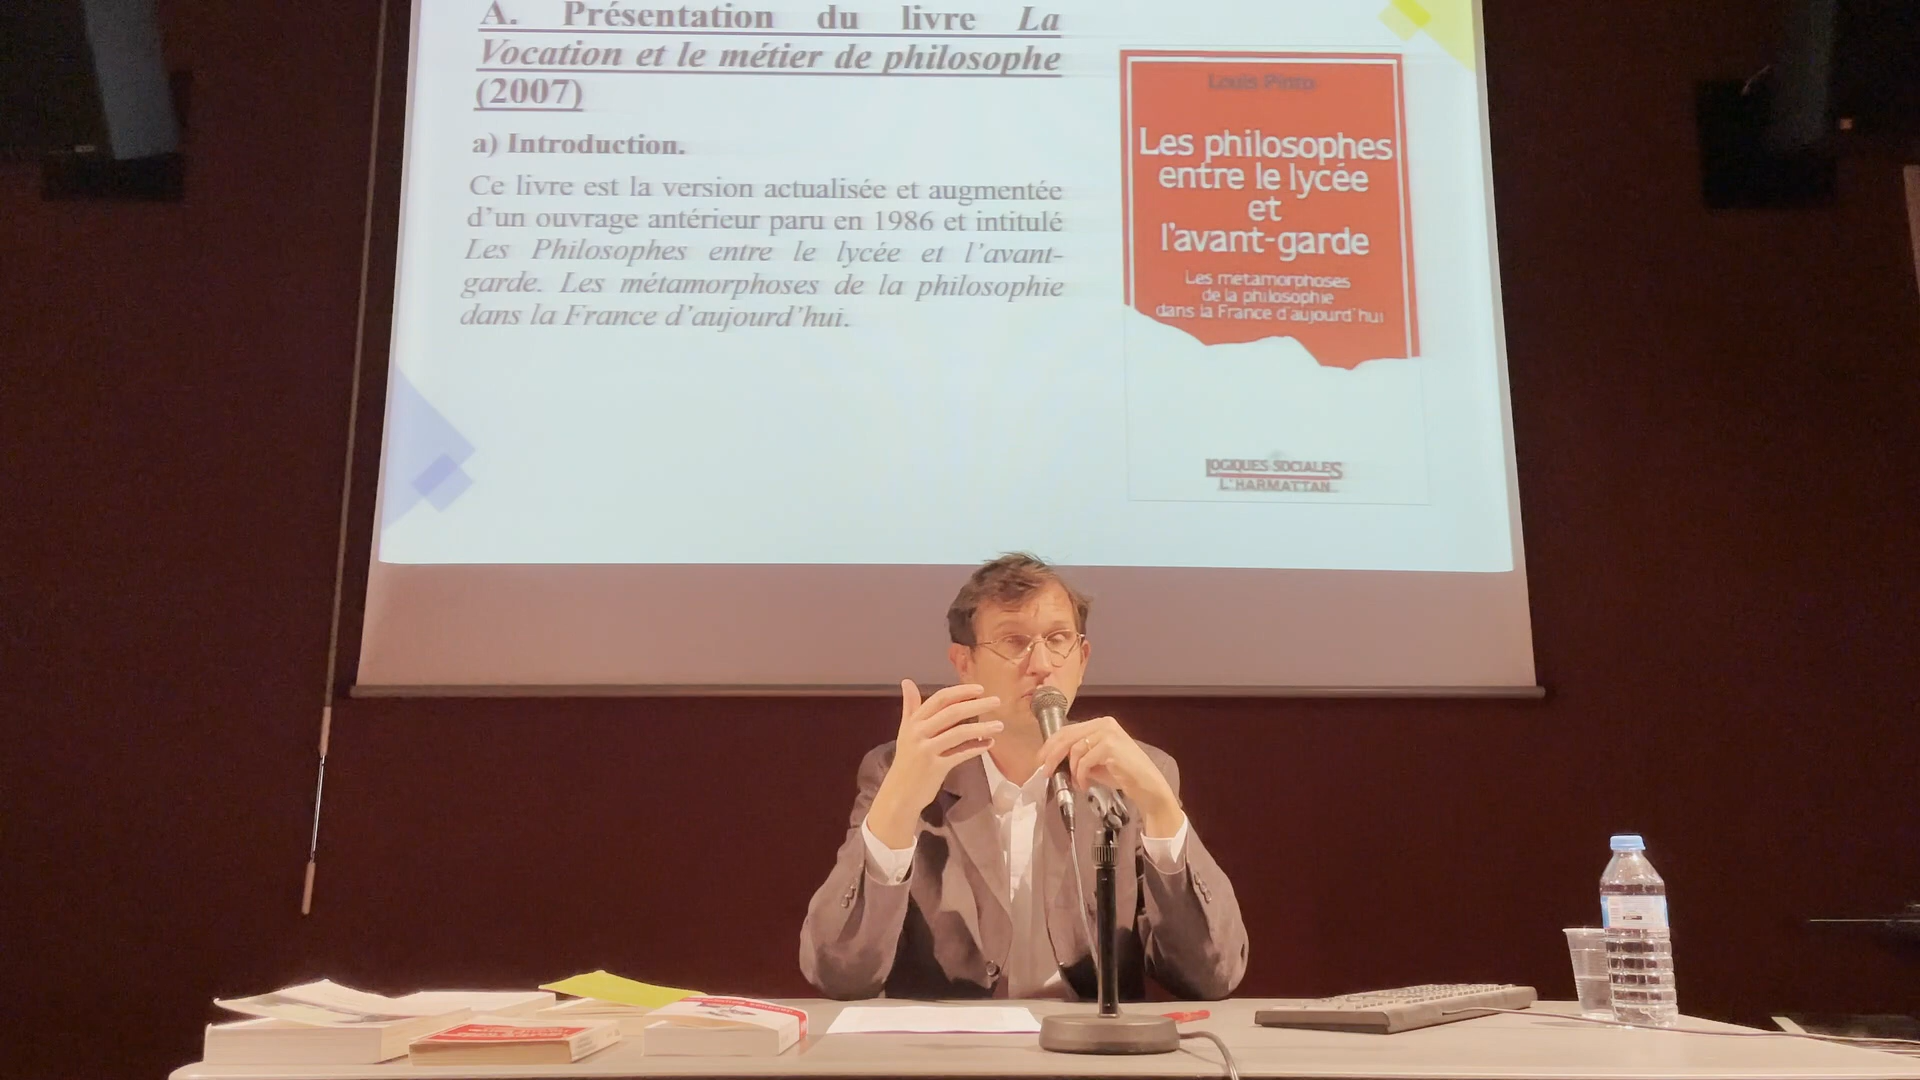 A. Présentation du livre La
Vocation et le métier de philosophe
(2007)
a) Introduction.
Ce livre est la version actualisée et augmentée
d’un ouvrage antérieur paru en 1986 et intitulé
Les Philosophes entre le lycée et l’avant-
garde. Les métamorphoses de la philosophie
dans la France d’aujourd’hui.
Louis Pinto
Les philosophes
entre le lycée
et
l'avant-garde
Les métamorphoses
de la philosophie
dans la France d'aujourd'hui
LOGIQUES SOCIALES
L'HARMATTAN